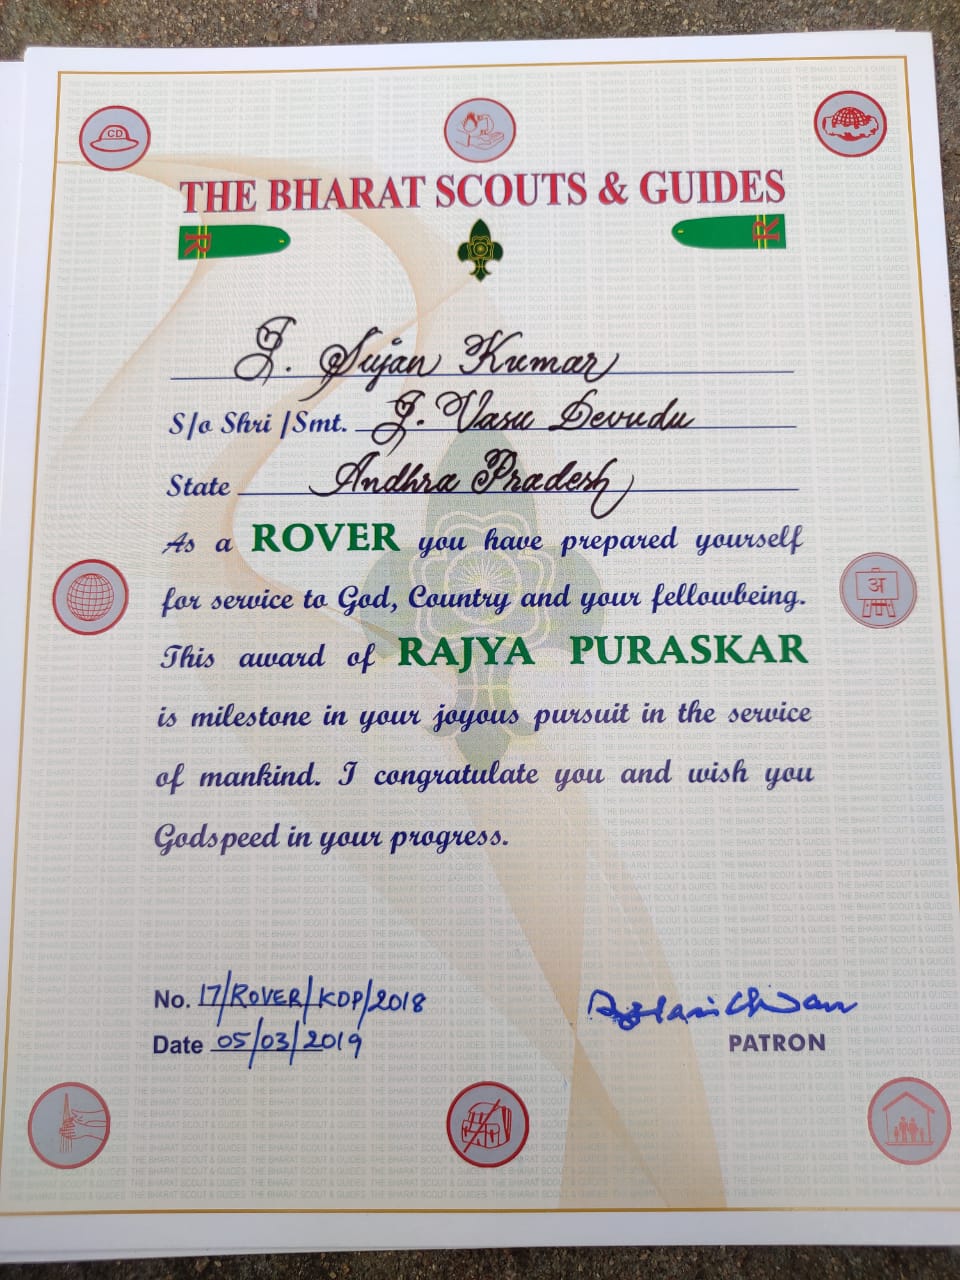 CD
THE BHARAT SCOUTS & GUIDES
R R
J. Sujan Kumar
S/o Shri /Smt. J. Vasu Devudu
State Andhra Pradesh
As a ROVER you have prepared yourself
for service to God, Country and your fellowbeing.
This award of RAJYA PURASKAR
अ
is milestone in your joyous pursuit in the service
of mankind. I congratulate you and wish you
Godspeed in your progress.
No. 17/ROVER/KDP/2018
Date 05/03/2019
PATRON